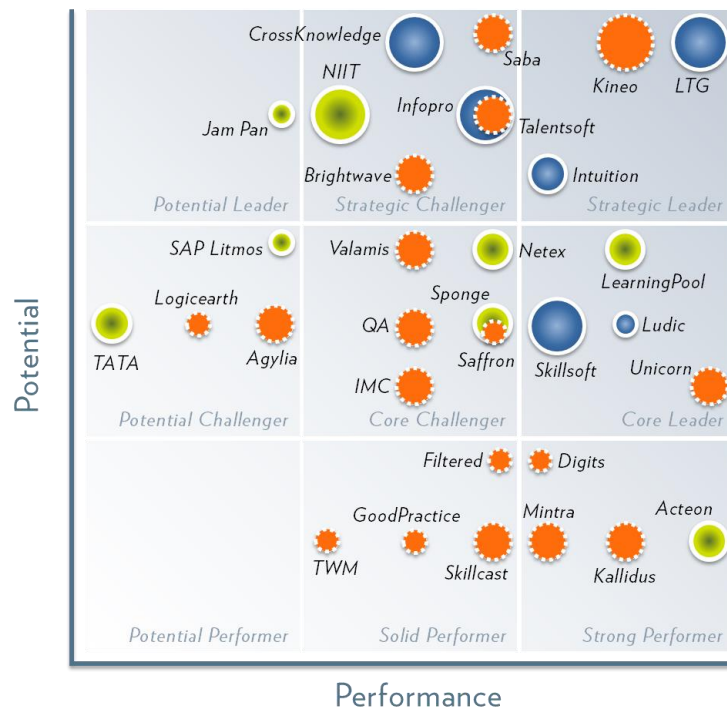 CrossKnowledge
Saba
NIIT
Kineo
LTG
Infopro
Jam Pan
Talentsoft
Brightwave
Intuition
Potential Leader
Strategic Challenger
Strategic Leader
SAP Litmos
Valamis
Netex
LearningPool
Logicearth
Sponge
QA
Ludic
TATA
Agylia
Saffron
Skillsoft
Unicorn
IMC
Potential Challenger
Core Challenger
Core Leader
Filtered
Digits
GoodPractice
Mintra
Acteon
TWM
Skillcast
Kallidus
Potential Performer
Solid Performer
Strong Performer
Potential
Performance